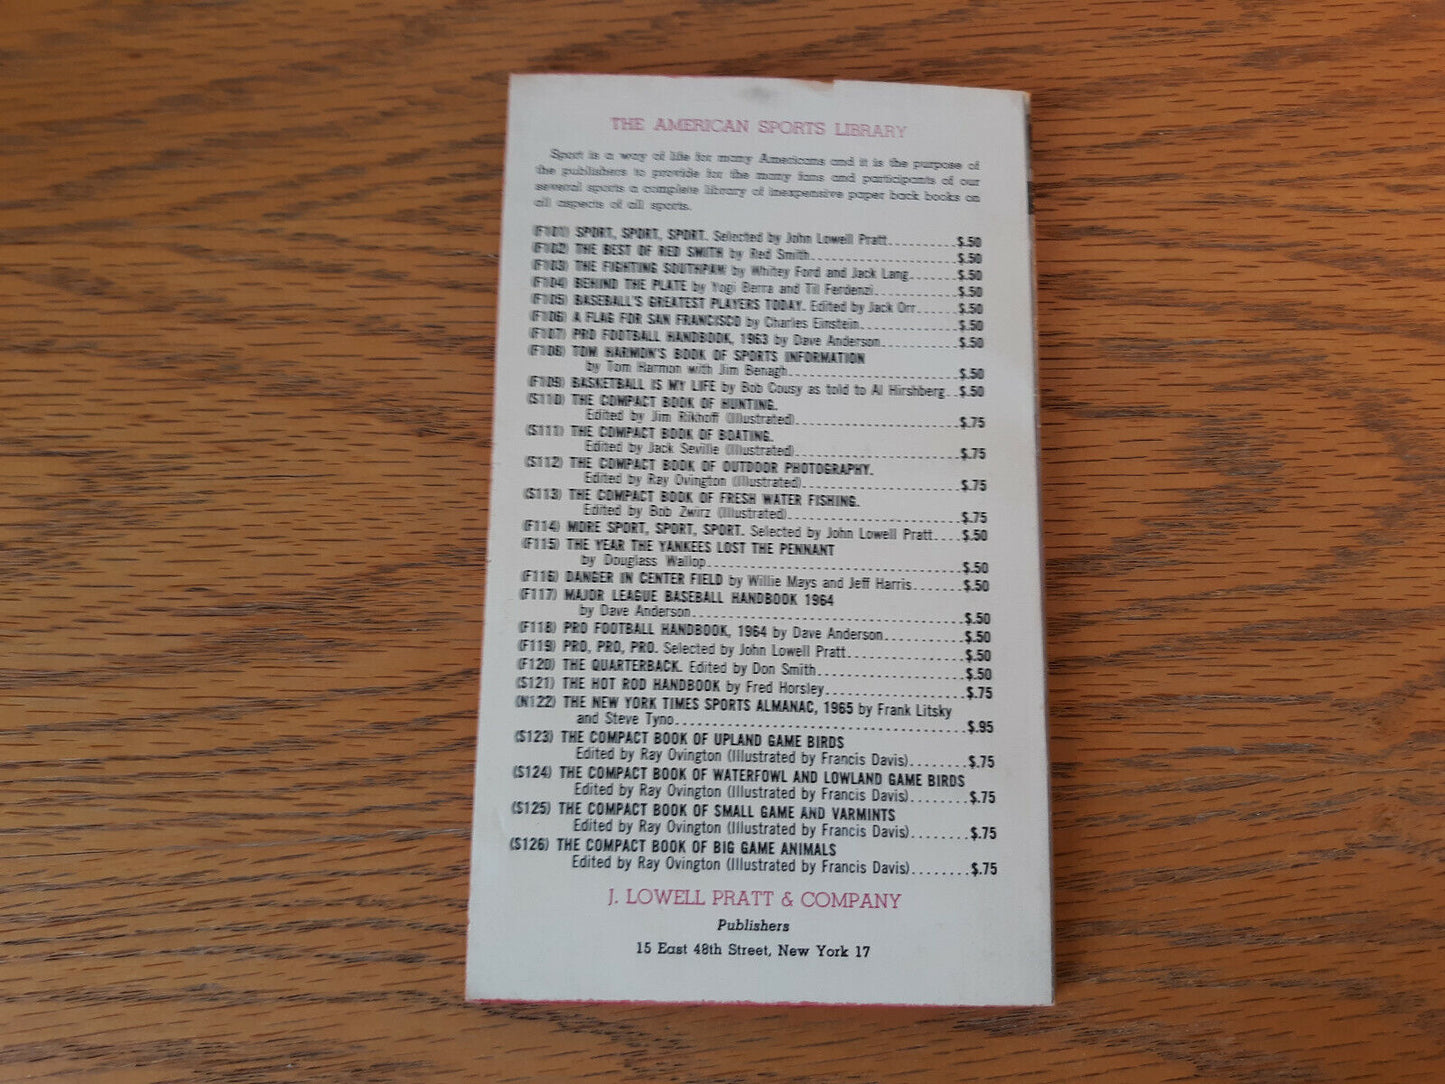 THE AMERICAN SPORTS LIBRARY
Sport is a way of life for many Americans and it is the purpose of
the publishers to provide for the many fans and participants of our
several sports a complete library of inexpensive paper back books on
all aspects of all sports.
(F101) SPORT, SPORT, SPORT. Selected by John Lowell Pratt..........$.50
(F102) THE BEST OF RED SMITH by Red Smith......................$.50
(F103) THE FIGHTING SOUTHPAW by Whitey Ford and Jack Lang.......$.50
(F104) BEHIND THE PLATE by Yogi Berra and Til Ferdenzi............$.50
(F105) BASEBALL'S GREATEST PLAYERS TODAY. Edited by Jack Orr......$.50
(F106) A FLAG FOR SAN FRANCISCO by Charles Einstein..............$.50
(F107) PRO FOOTBALL HANDBOOK, 1963 by Dave Anderson...........$.50
(F108) TOM HARMON'S BOOK OF SPORTS INFORMATION
by Tom Harmon with Jim Benagh........................$.50
(F109) BASKETBALL IS MY LIFE by Bob Cousy as told to Al Hirshberg..$.50
(S110) THE COMPACT BOOK OF HUNTING.
Edited by Jim Rikhoff (Illustrated).......................$.75
(S111) THE COMPACT BOOK OF BOATING.
Edited by Jack Seville (Illustrated).......................$.75
(S112) THE COMPACT BOOK OF OUTDOOR PHOTOGRAPHY.
Edited by Ray Ovington (Illustrated)......................$.75
(S113) THE COMPACT BOOK OF FRESH WATER FISHING.
Edited by Bob Zwirz (Illustrated)........................$.75
(F114) MORE SPORT, SPORT, SPORT. Selected by John Lowell Pratt....$.50
(F115) THE YEAR THE YANKEES LOST THE PENNANT
by Douglass Wallop....................................$.50
(F116) DANGER IN CENTER FIELD by Willie Mays and Jeff Harris.......$.50
(F117) MAJOR LEAGUE BASEBALL HANDBOOK 1964
by Dave Anderson.......................................$.50
(F118) PRO FOOTBALL HANDBOOK, 1964 by Dave Anderson...........$.50
(F119) PRO, PRO, PRO. Selected by John Lowell Pratt................$.50
(F120) THE QUARTERBACK. Edited by Don Smith.....................$.50
(S121) THE HOT ROD HANDBOOK by Fred Horsley....................$.75
(N122) THE NEW YORK TIMES SPORTS ALMANAC, 1965 by Frank Litsky
and Steve Tyno.........................................$.95
(S123) THE COMPACT BOOK OF UPLAND GAME BIRDS
Edited by Ray Ovington (Illustrated by Francis Davis)........$.75
(S124) THE COMPACT BOOK OF WATERFOWL AND LOWLAND GAME BIRDS
Edited by Ray Ovington (Illustrated by Francis Davis)........$.75
(S125) THE COMPACT BOOK OF SMALL GAME AND VARMINTS
Edited by Ray Ovington (Illustrated by Francis Davis)........$.75
(S126) THE COMPACT BOOK OF BIG GAME ANIMALS
Edited by Ray Ovington (Illustrated by Francis Davis)........$.75
J. LOWELL PRATT & COMPANY
Publishers
15 East 48th Street, New York 17